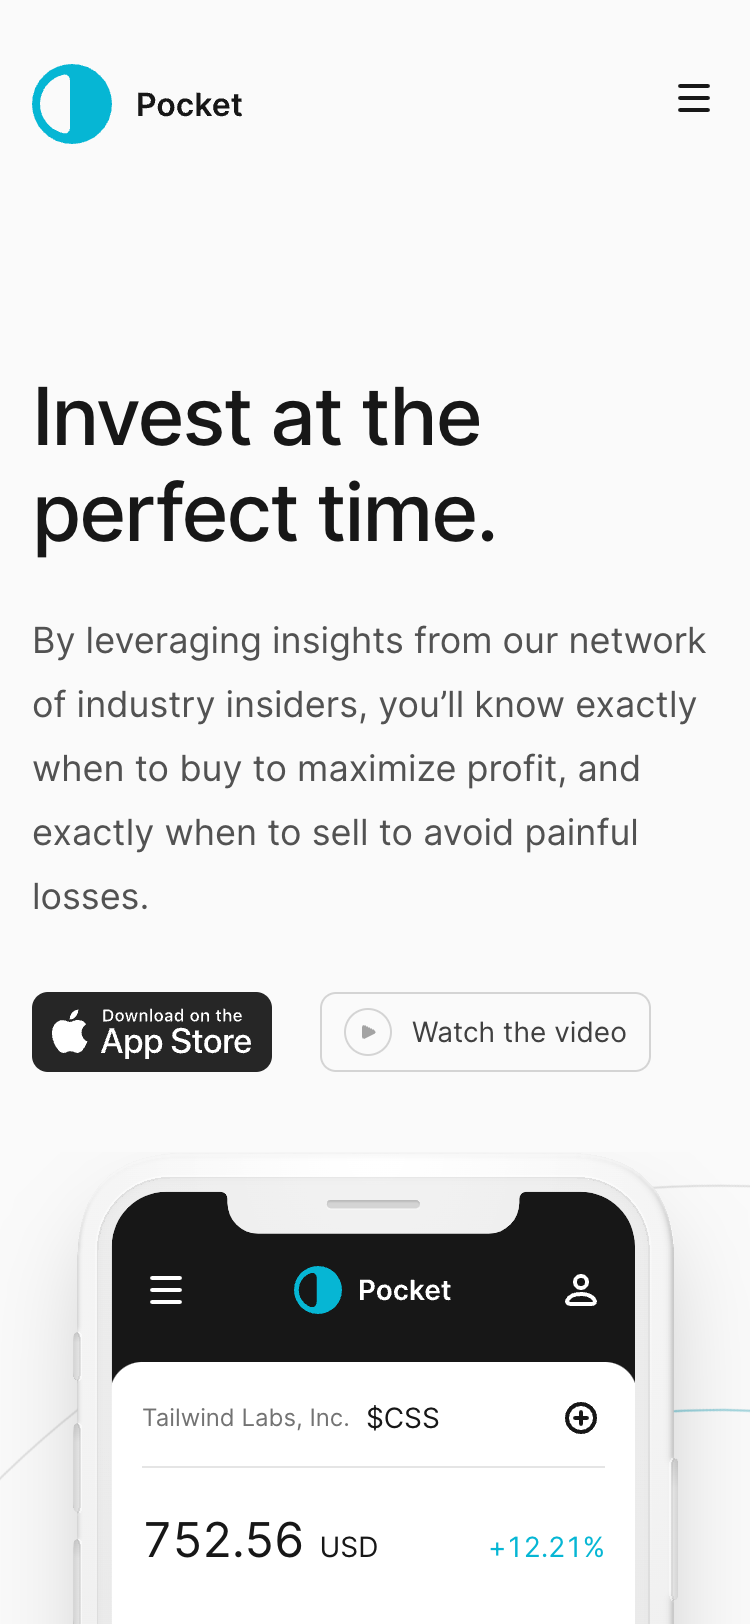 Pocket
Invest at the
perfect time.
By leveraging insights from our network
of industry insiders, you’ll know exactly
when to buy to maximize profit, and
exactly when to sell to avoid painful
losses.
Download on the
App Store
Watch the video
Pocket
Tailwind Labs, Inc. $CSS
752.56 USD +12.21%